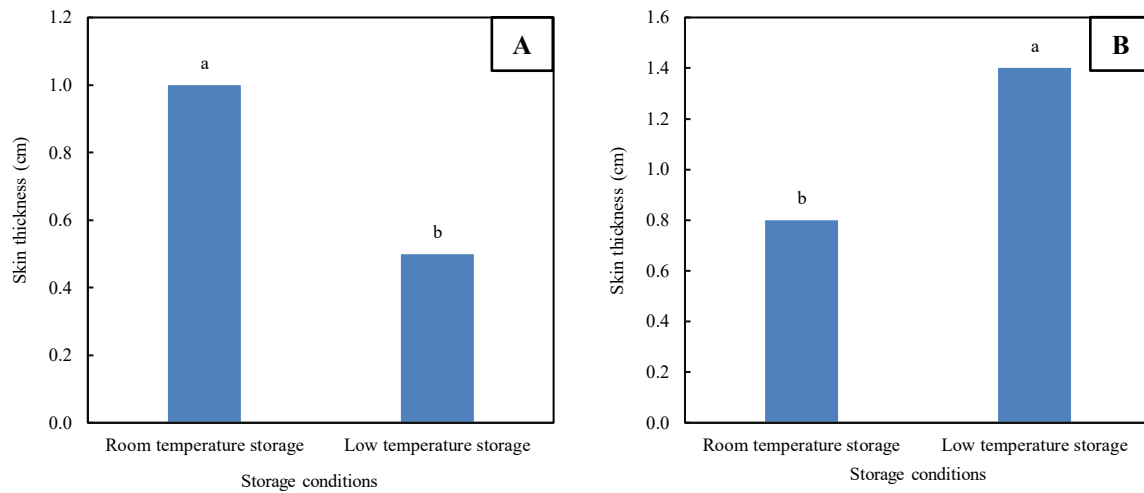 A
1.2
1.0
0.8
0.6
0.4
0.2
0.0
Skin thickness (cm)
a
b
Room temperature storage
Low temperature storage
Storage conditions
B
1.6
1.4
1.2
1.0
0.8
0.6
0.4
0.2
0.0
Skin thickness (cm)
b
a
Room temperature storage
Low temperature storage
Storage conditions